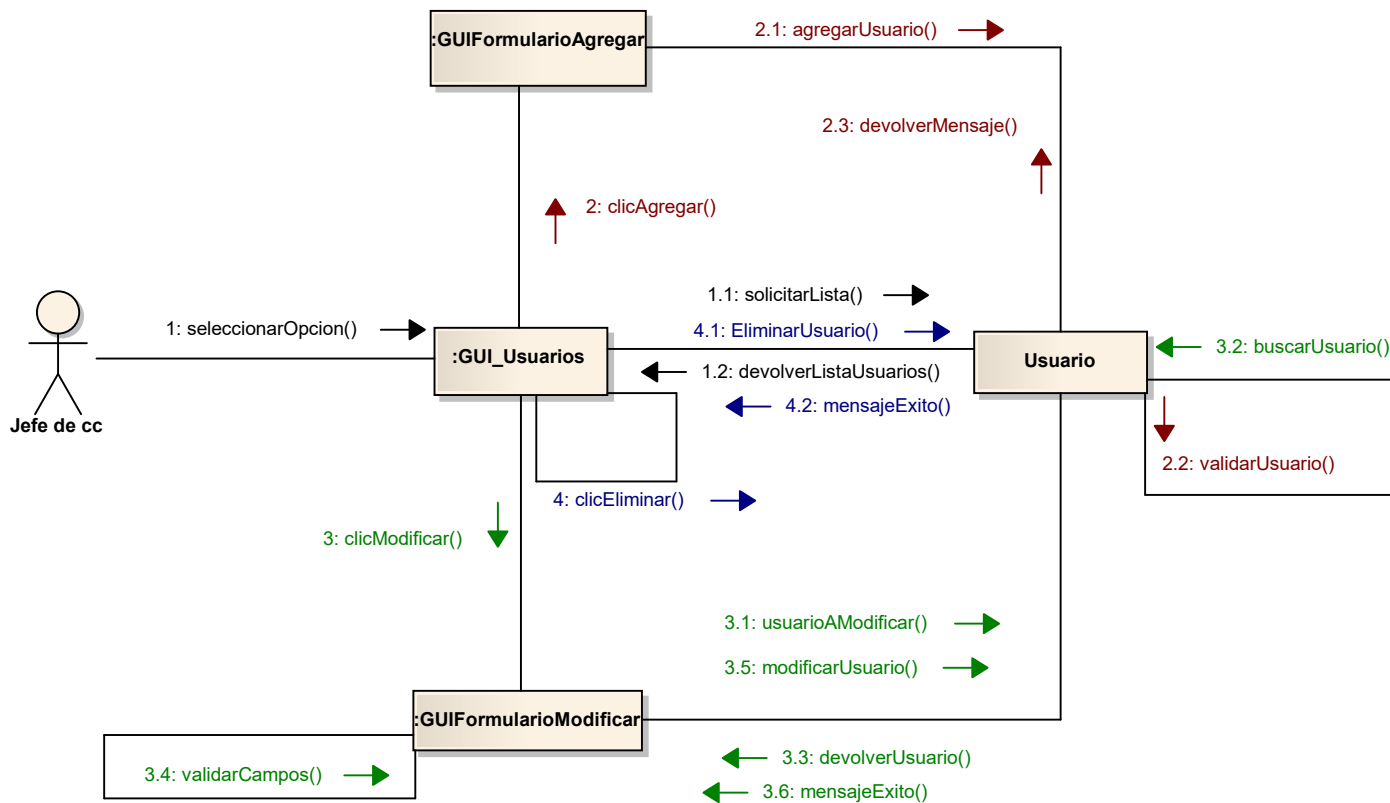 :GUIFormularioAgregar
2.1: agregarUsuario()
2.3: devolverMensaje()
2: clicAgregar()
1.1: solicitarLista()
1: seleccionarOpcion()
4.1: EliminarUsuario()
:GUI_Usuarios
Usuario
3.2: buscarUsuario()
1.2: devolverListaUsuarios()
4.2: mensajeExito()
Jefe de cc
2.2: validarUsuario()
4: clicEliminar()
3: clicModificar()
3.1: usuarioAModificar()
3.5: modificarUsuario()
:GUIFormularioModificar
3.3: devolverUsuario()
3.4: validarCampos()
3.6: mensajeExito()